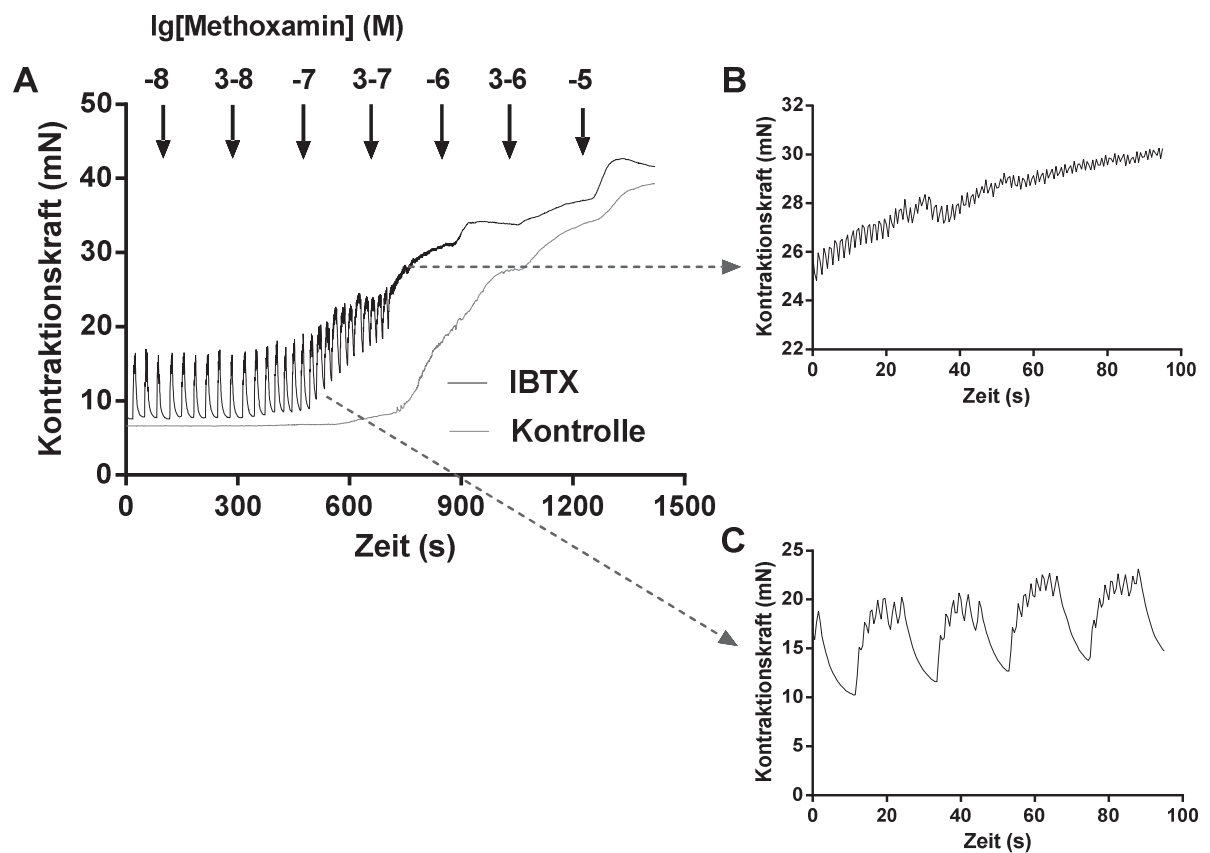 lg[Methoxamin] (M)
A
-8 3-8 -7 3-7 -6 3-6 -5
Kontraktionskraft (mN)
50
40
30
20
10
0
IBTX
Kontrolle
0 300 600 900 1200 1500
Zeit (s)
B
Kontraktionskraft (mN)
32
30
28
26
24
22
0 20 40 60 80 100
Zeit (s)
C
Kontraktionskraft (mN)
25
20
15
10
5
0
0 20 40 60 80 100
Zeit (s)